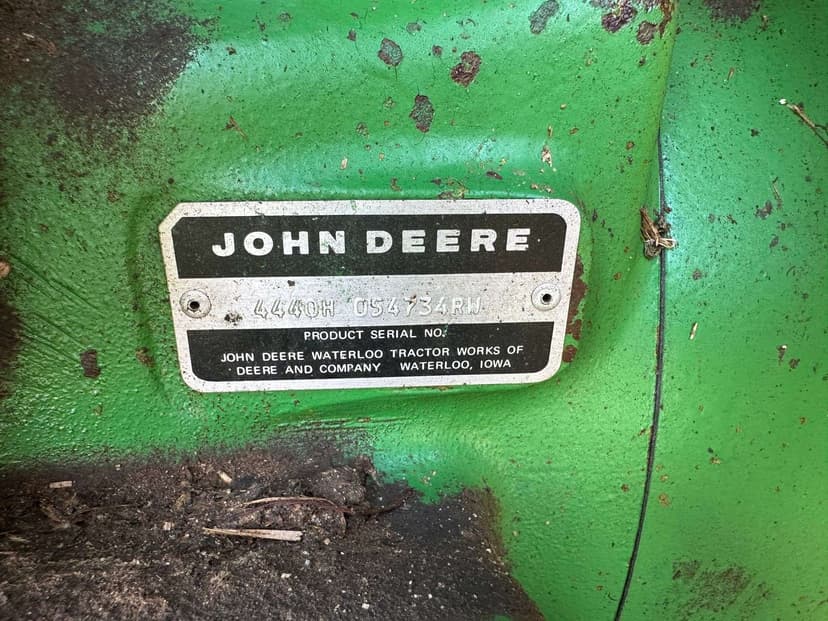 JOHN DEERE
4440H 054734RW
PRODUCT SERIAL NO.
JOHN DEERE WATERLOO TRACTOR WORKS OF
DEERE AND COMPANY WATERLOO, IOWA